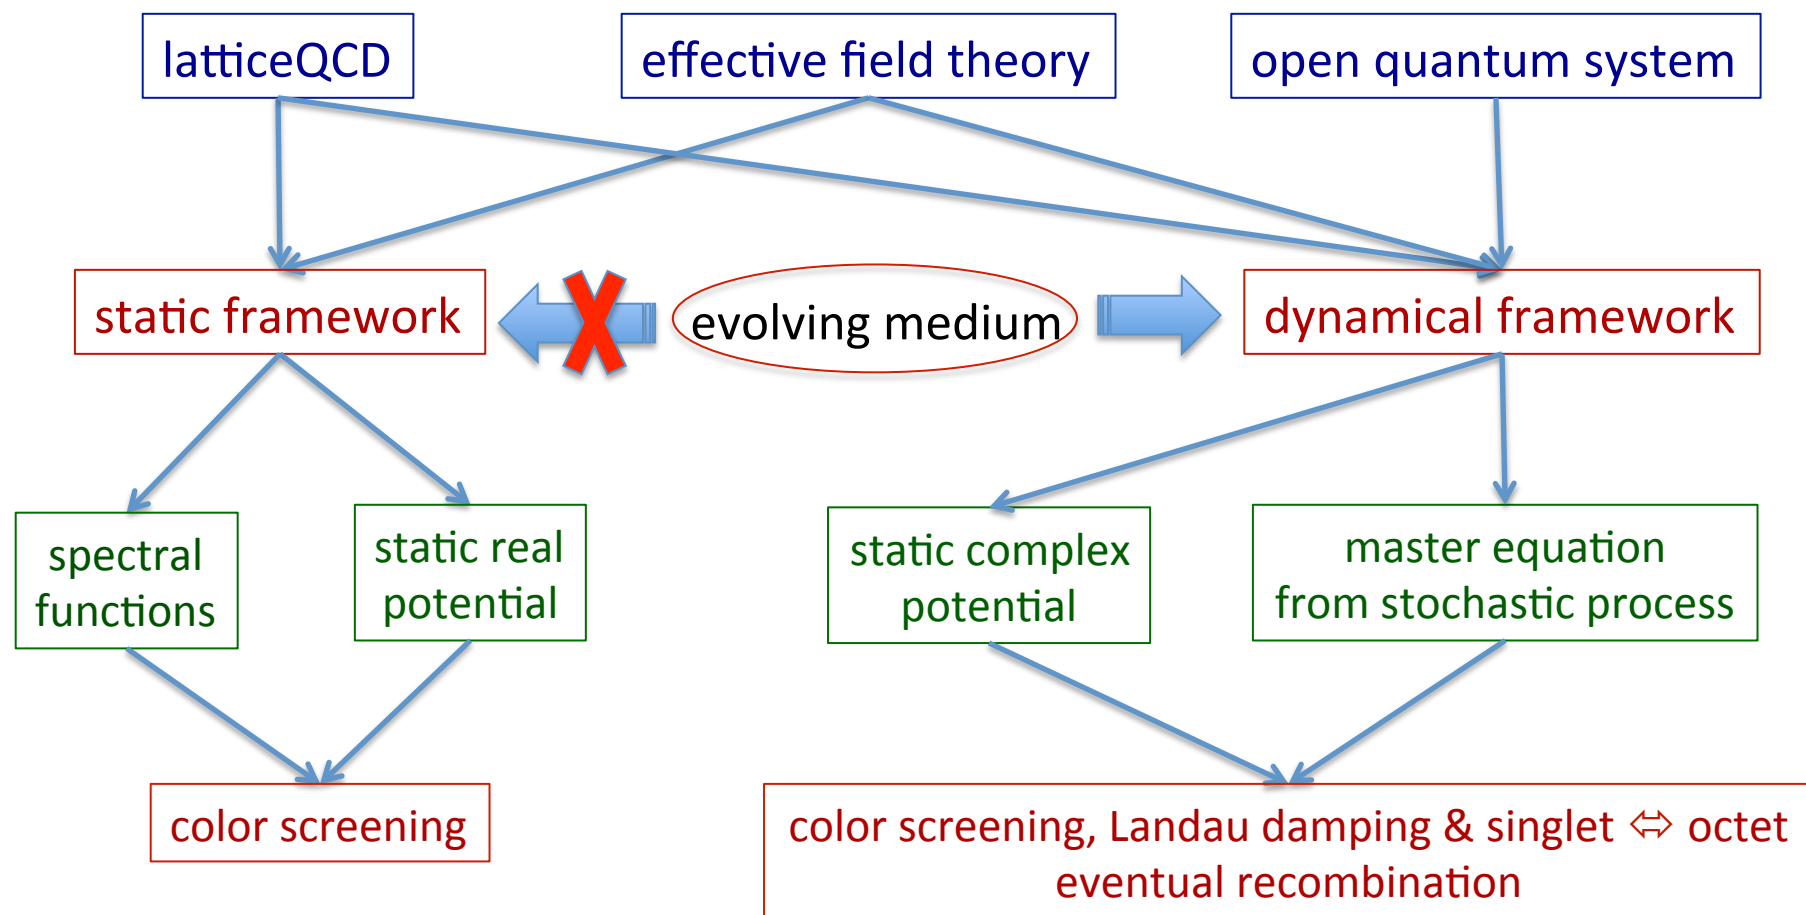 latticeQCD
effective field theory
open quantum system
static framework
evolving medium
dynamical framework
spectral
functions
static real
potential
static complex
potential
master equation
from stochastic process
color screening
color screening, Landau damping & singlet ⬄ octet
eventual recombination